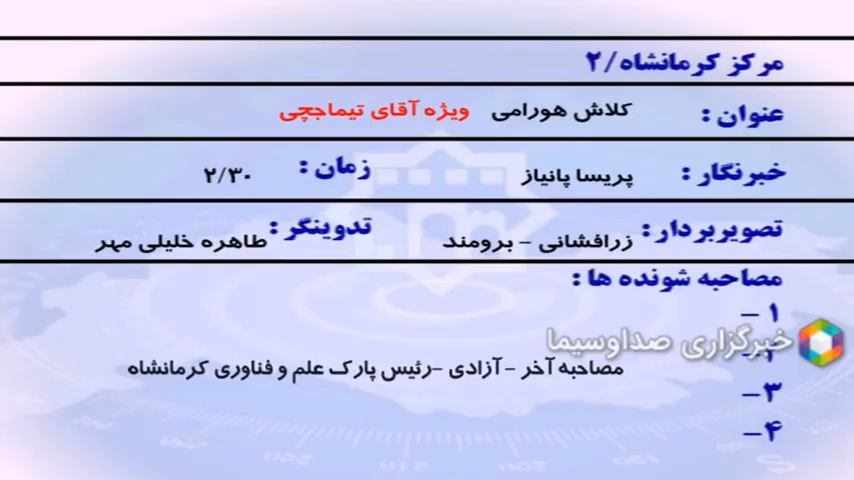 مرکز کرمانشاه/۲
عنوان : کلاش هورامی ویژه آقای تیماجچی
خبرنگار : پریسا پانیاز زمان : ۲/۳۰
تصویربردار : زرافشانی - برومند تدوینگر : طاهره خلیلی مهر
مصاحبه شونده ها :
۱ -
خبرگزاری صداوسیما
۲-
مصاحبه آخر - آزادی -رئیس پارک علم و فناوری کرمانشاه
۳-
۴-